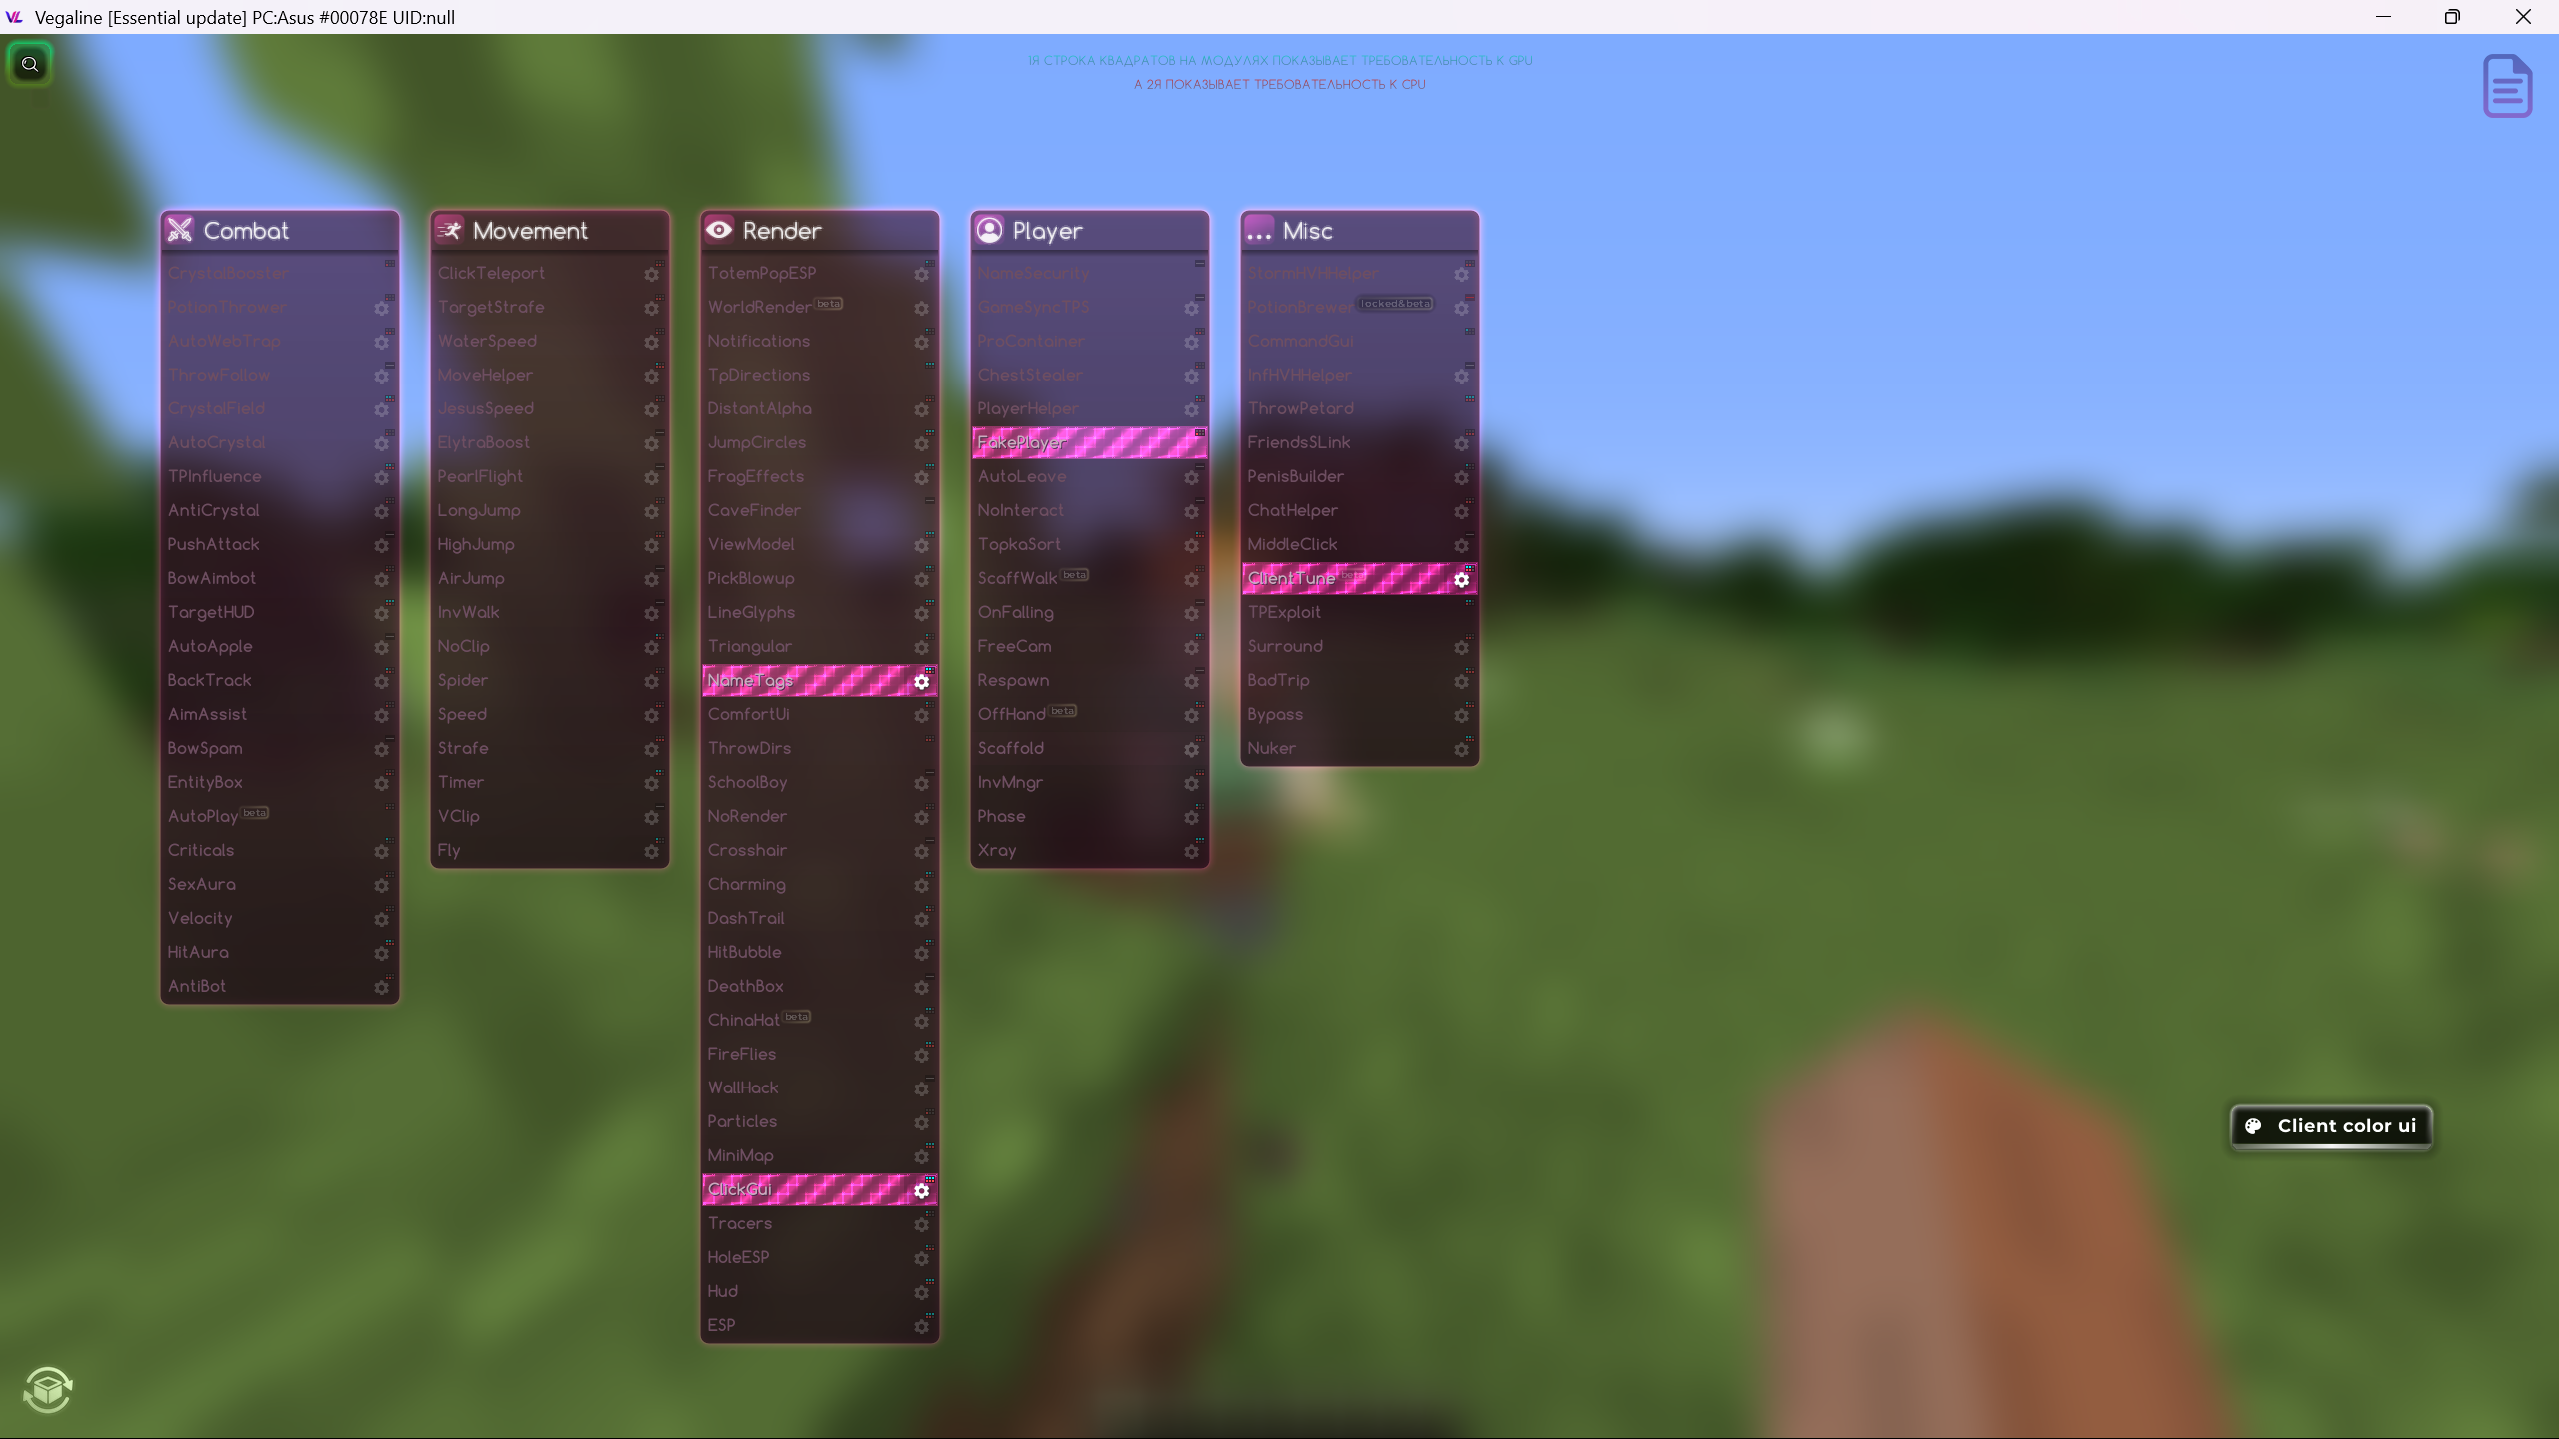 Vegaline [Essential update] PC:Asus #00078E UID:null
1Я СТРОКА КВАДРАТОВ НА МОДУЛЯХ ПОКАЗЫВАЕТ ТРЕБОВАТЕЛЬНОСТЬ К GPU
А 2Я ПОКАЗЫВАЕТ ТРЕБОВАТЕЛЬНОСТЬ К CPU
Combat
CrystalBooster
PotionThrower
AutoWebTrap
ThrowFollow
CrystalField
AutoCrystal
TPInfluence
AntiCrystal
PushAttack
BowAimbot
TargetHUD
AutoApple
BackTrack
AimAssist
BowSpam
EntityBox
AutoPlay beta
Criticals
SexAura
Velocity
HitAura
AntiBot
Movement
ClickTeleport
TargetStrafe
WaterSpeed
MoveHelper
JesusSpeed
ElytraBoost
PearlFlight
LongJump
HighJump
AirJump
InvWalk
NoClip
Spider
Speed
Strafe
Timer
VClip
Fly
Render
TotemPopESP
WorldRender beta
Notifications
TpDirections
DistantAlpha
JumpCircles
FragEffects
CaveFinder
ViewModel
PickBlowup
LineGlyphs
Triangular
NameTags
ComfortUi
ThrowDirs
SchoolBoy
NoRender
Crosshair
Charming
DashTrail
HitBubble
DeathBox
ChinaHat beta
FireFlies
WallHack
Particles
MiniMap
ClickGui
Tracers
HoleESP
Hud
ESP
Player
NameSecurity
GameSyncTPS
ProContainer
ChestStealer
PlayerHelper
FakePlayer
AutoLeave
NoInteract
TopkaSort
ScaffWalk beta
OnFalling
FreeCam
Respawn
OffHand beta
Scaffold
InvMngr
Phase
Xray
Misc
StormHVHHelper
PotionBrewer locked&beta
CommandGui
InfHVHHelper
ThrowPetard
FriendsSLink
PenisBuilder
ChatHelper
MiddleClick
ClientTune beta
TPExploit
Surround
BadTrip
Bypass
Nuker
Client color ui